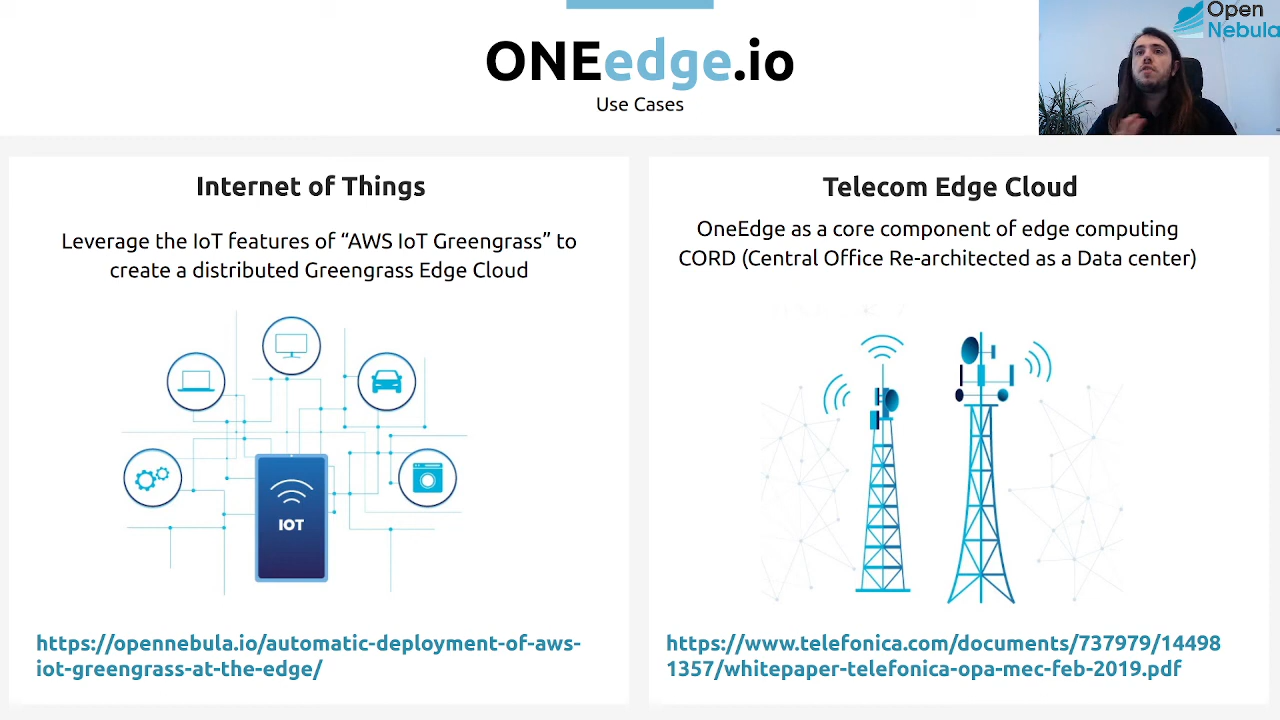 ONEedge.io
Use Cases
Open
Nebula
Internet of Things
Leverage the IoT features of “AWS IoT Greengrass” to
create a distributed Greengrass Edge Cloud
IOT
https://opennebula.io/automatic-deployment-of-aws-
iot-greengrass-at-the-edge/
Telecom Edge Cloud
OneEdge as a core component of edge computing
CORD (Central Office Re-architected as a Data center)
https://www.telefonica.com/documents/737979/14498
1357/whitepaper-telefonica-opa-mec-feb-2019.pdf